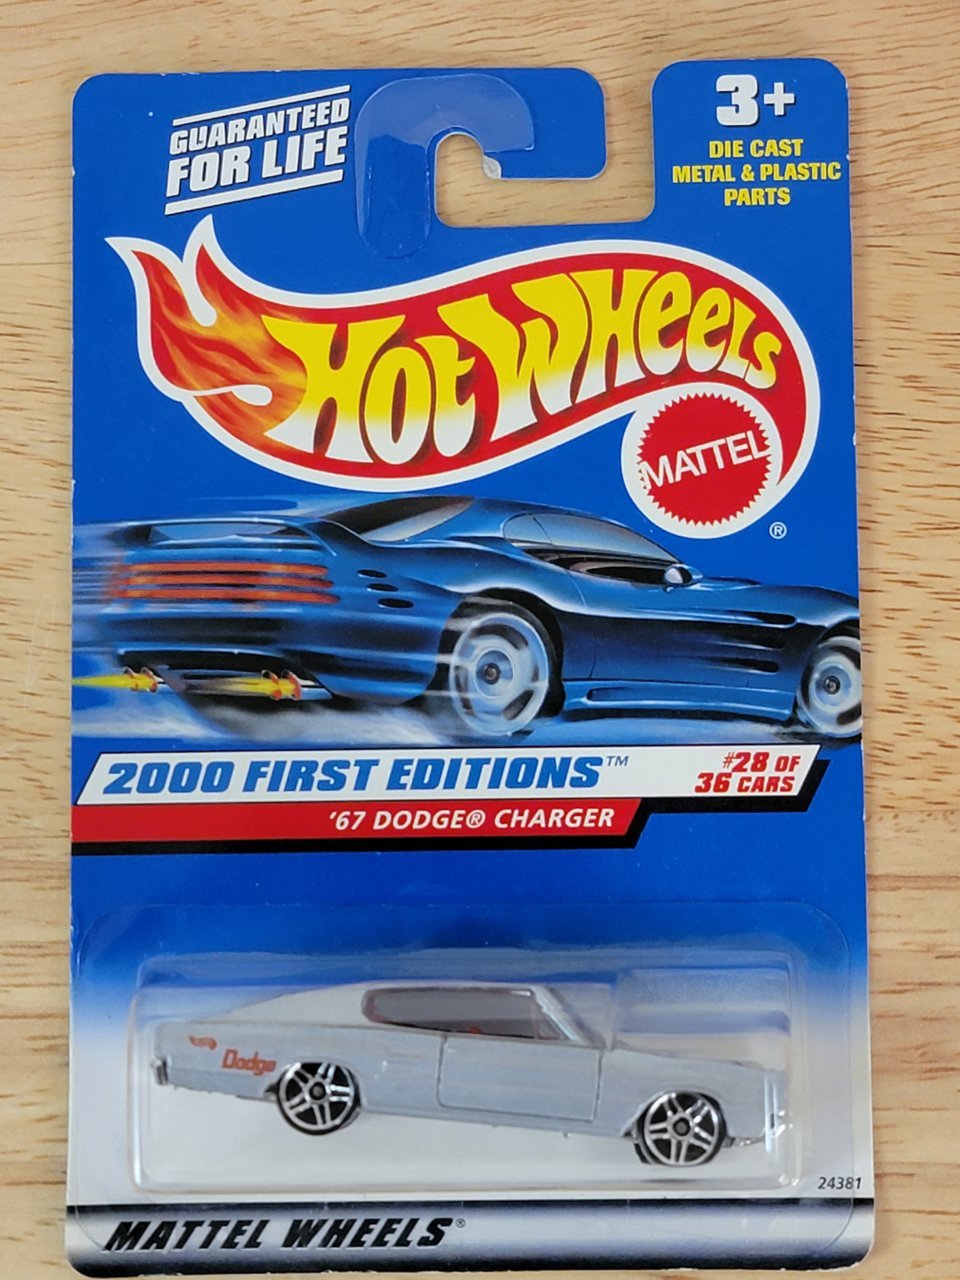 GUARANTEED
FOR LIFE
3+
DIE CAST
METAL & PLASTIC
PARTS
HOT WHEELS
MATTEL
®
2000 FIRST EDITIONS™
#28 OF
36 CARS
'67 DODGE® CHARGER
Dodge
24381
MATTEL WHEELS®